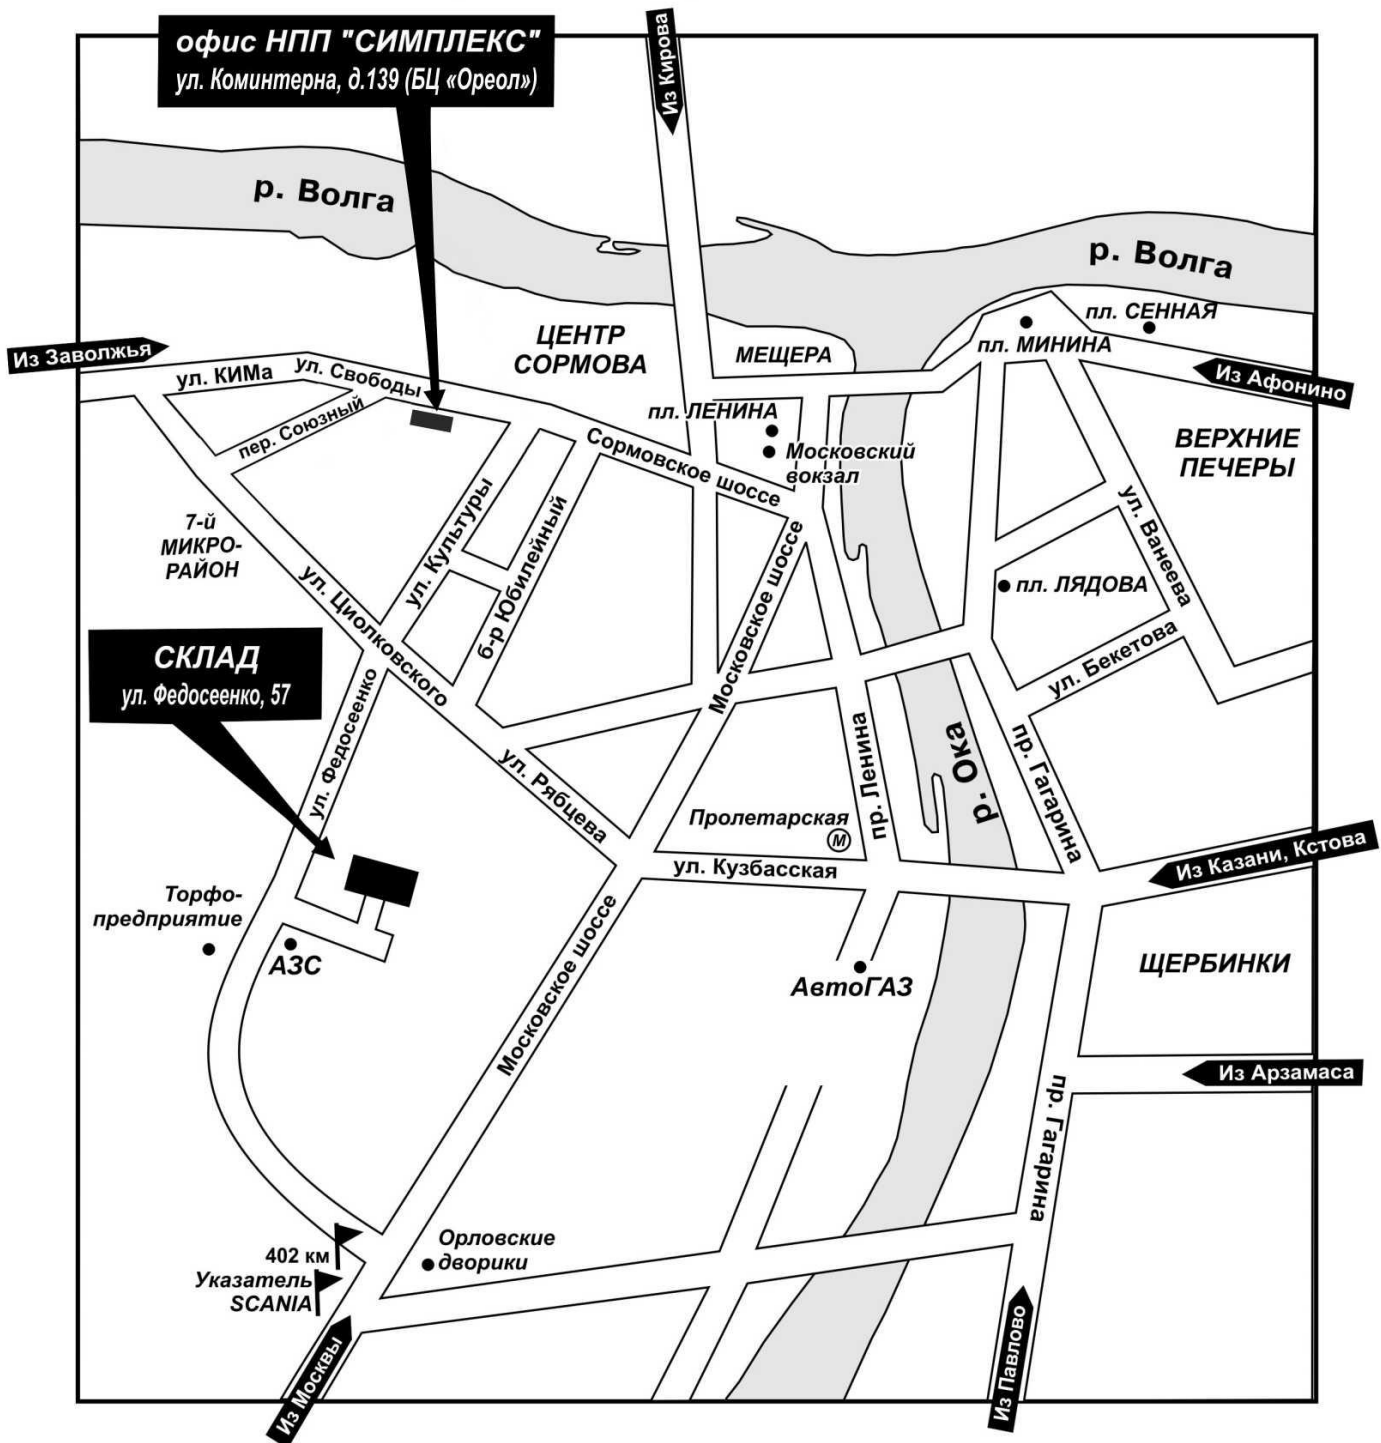 офис НПП "СИМПЛЕКС"
ул. Коминтерна, д.139 (БЦ «Ореол»)
Из Кирова
р. Волга
р. Волга
пл. СЕННАЯ
пл. МИНИНА
ЦЕНТР
СОРМОВА
МЕЩЕРА
Из Заволжья
ул. КИМа
ул. Свободы
Из Афонино
пер. Союзный
пл. ЛЕНИНА
Московский
вокзал
Сормовское шоссе
ВЕРХНИЕ
ПЕЧЕРЫ
7-й
МИКРО-
РАЙОН
ул. Культуры
б-р Юбилейный
Московское шоссе
ул. Ванеева
пл. ЛЯДОВА
ул. Циолковского
ул. Бекетова
СКЛАД
ул. Федосеенко, 57
ул. Федосеенко
ул. Рябцева
пр. Ленина
р. Ока
пр. Гагарина
Пролетарская
М
ул. Кузбасская
Из Казани, Кстова
Торфо-
предприятие
АЗС
Московское шоссе
АвтоГАЗ
ЩЕРБИНКИ
Из Арзамаса
пр. Гагарина
402 км
Указатель
SCANIA
Орловские
дворики
Из Москвы
Из Павлово